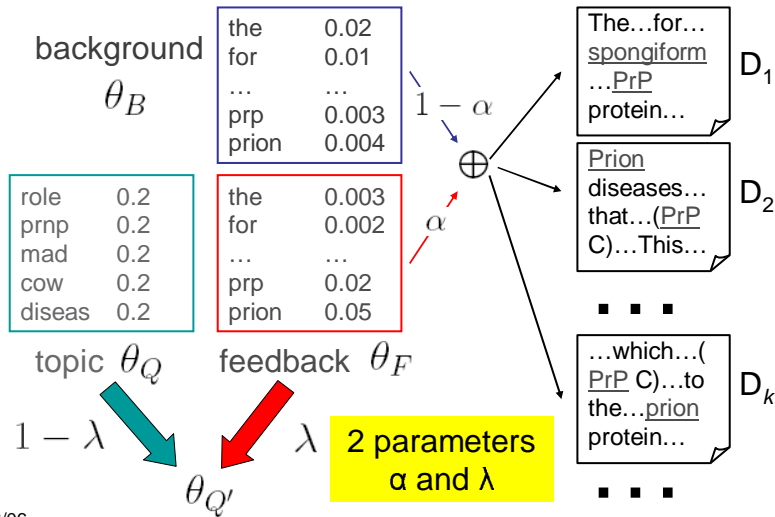 background
θ_B
the 0.02
for 0.01
... ...
prp 0.003
prion 0.004
1 − α
⊕
role 0.2
prnp 0.2
mad 0.2
cow 0.2
diseas 0.2
the 0.003
for 0.002
... ...
prp 0.02
prion 0.05
α
topic θ_Q
feedback θ_F
1 − λ
λ
θ_Q'
2 parameters
α and λ
The…for…
spongiform
…PrP
protein…
D1
Prion
diseases…
that…(PrP
C)…This…
D2
…which…(
PrP C)…to
the…prion
protein…
Dk